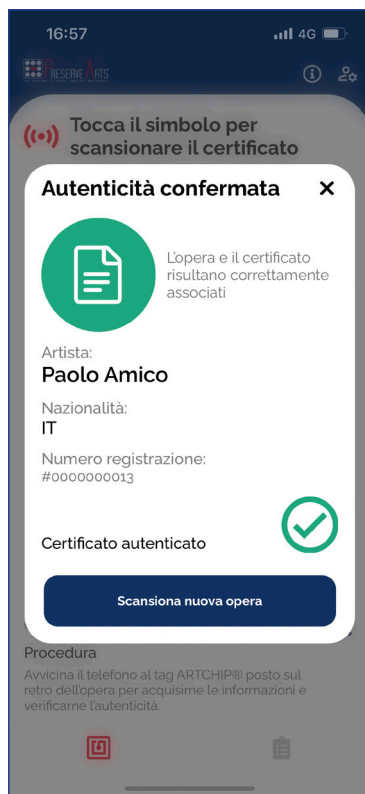 16:57
4G
PRESERVE ARTS
Tocca il simbolo per
scansionare il certificato
Autenticità confermata
L'opera e il certificato
risultano correttamente
associati
Artista:
Paolo Amico
Nazionalità:
IT
Numero registrazione:
#0000000013
Certificato autenticato
Scansiona nuova opera
Procedura
Avvicina il telefono al tag ARTCHIP® posto sul
retro dell'opera per acquisirne le informazioni e
verificarne l'autenticità.